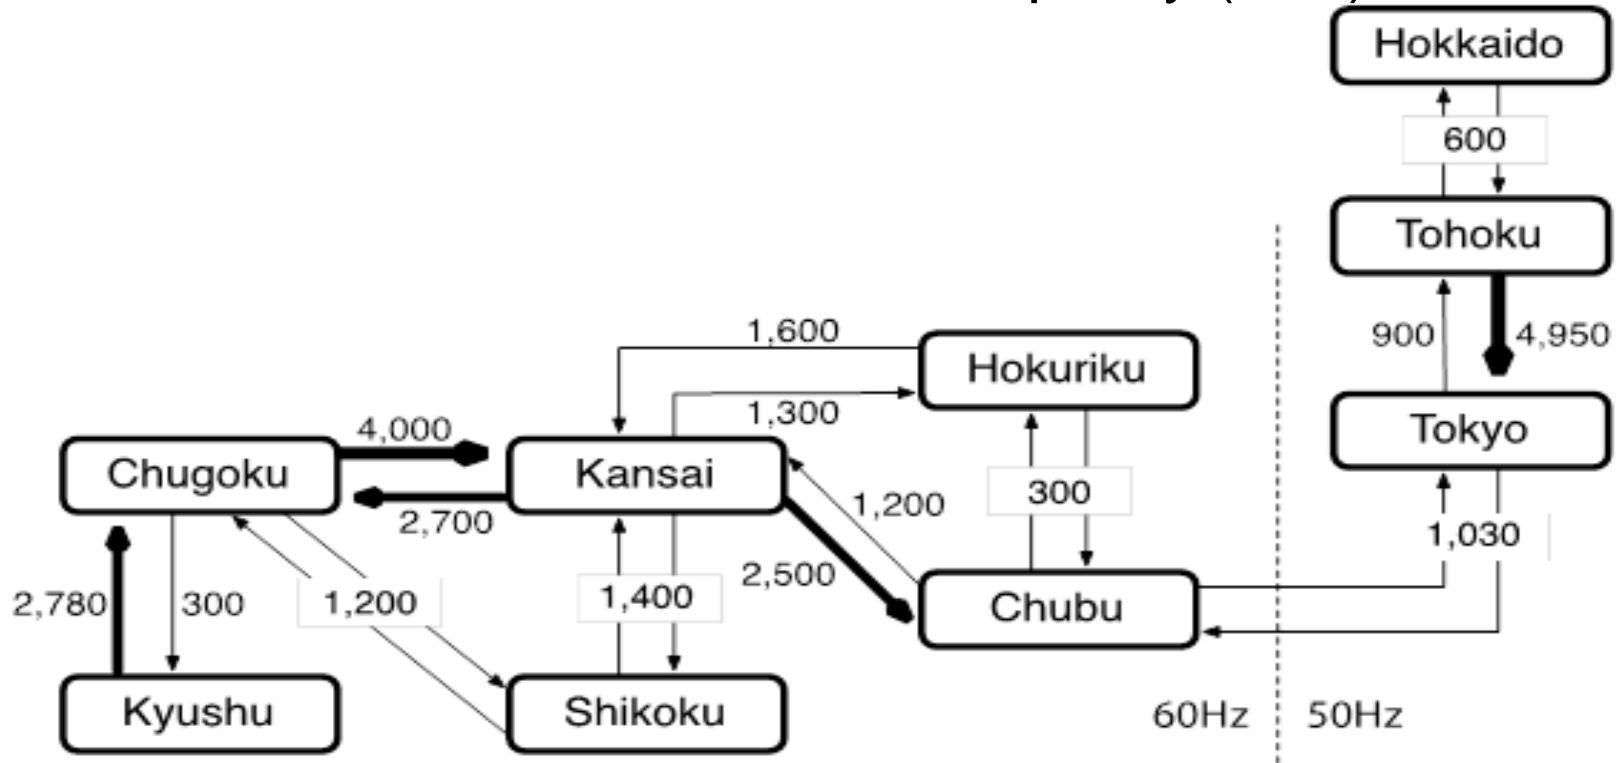 Hokkaido
600
Tohoku
900
4,950
1,600
Hokuriku
1,300
Tokyo
4,000
Chugoku
Kansai
2,700
1,200
300
1,030
2,500
2,780
300
1,200
1,400
Chubu
Kyushu
Shikoku
60Hz
50Hz